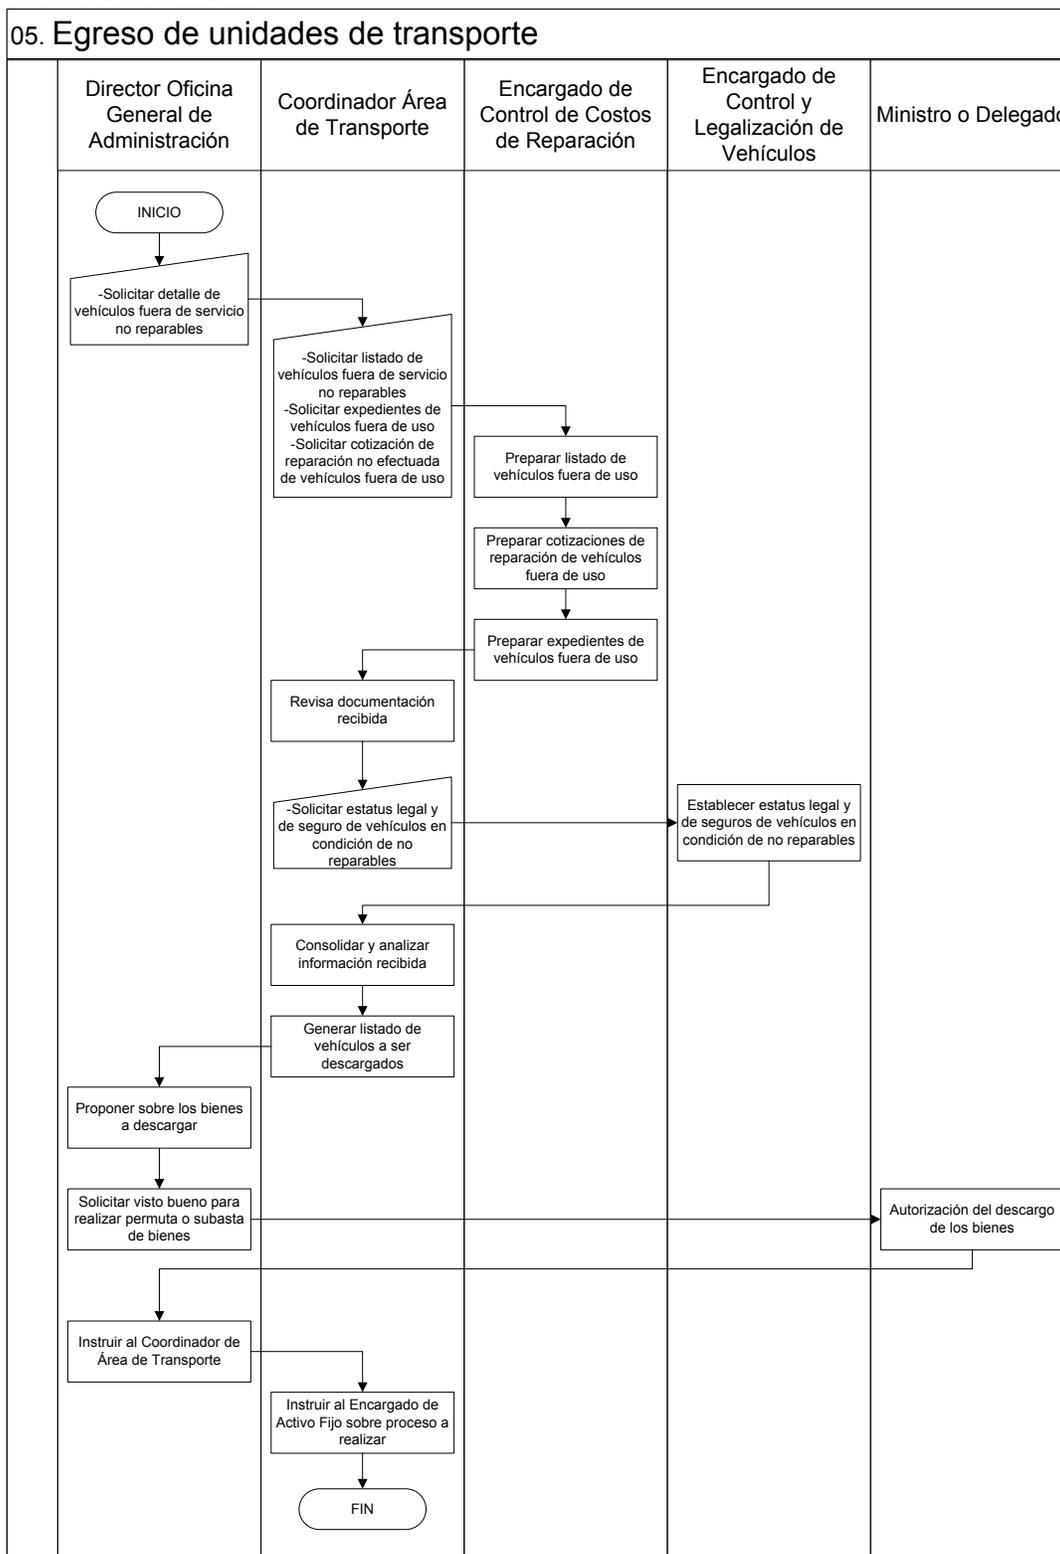 05. Egreso de unidades de transporte
Director Oficina
General de
Administración
Coordinador Área
de Transporte
Encargado de
Control de Costos
de Reparación
Encargado de
Control y
Legalización de
Vehículos
Ministro o Delegado
INICIO
-Solicitar detalle de
vehículos fuera de servicio
no reparables
-Solicitar listado de
vehículos fuera de servicio
no reparables
-Solicitar expedientes de
vehículos fuera de uso
-Solicitar cotización de
reparación no efectuada
de vehículos fuera de uso
Preparar listado de
vehículos fuera de uso
Preparar cotizaciones de
reparación de vehículos
fuera de uso
Preparar expedientes de
vehículos fuera de uso
Revisa documentación
recibida
-Solicitar estatus legal y
de seguro de vehículos en
condición de no
reparables
Establecer estatus legal y
de seguros de vehículos en
condición de no reparables
Consolidar y analizar
información recibida
Generar listado de
vehículos a ser
descargados
Proponer sobre los bienes
a descargar
Solicitar visto bueno para
realizar permuta o subasta
de bienes
Autorización del descargo
de los bienes
Instruir al Coordinador de
Área de Transporte
Instruir al Encargado de
Activo Fijo sobre proceso a
realizar
FIN